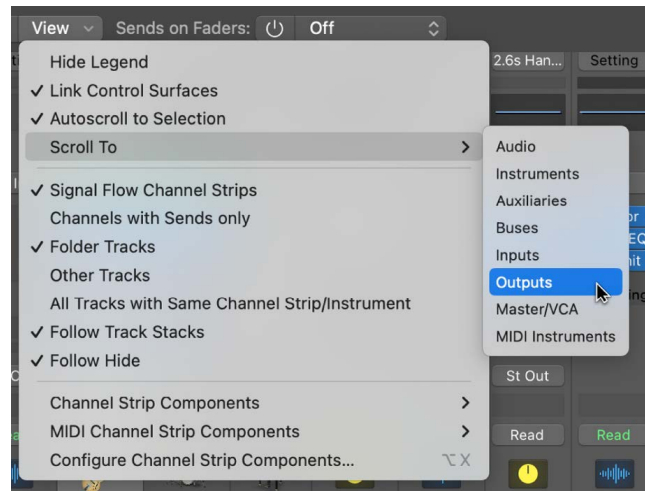 View Sends on Faders: Off
Hide Legend
2.6s Han... Setting
✓ Link Control Surfaces
✓ Autoscroll to Selection
Scroll To
Audio
Instruments
✓ Signal Flow Channel Strips
Auxiliaries
Channels with Sends only
Buses
✓ Folder Tracks
Inputs
Other Tracks
Outputs
All Tracks with Same Channel Strip/Instrument
Master/VCA
✓ Follow Track Stacks
MIDI Instruments
✓ Follow Hide
St Out
Channel Strip Components
MIDI Channel Strip Components
Read Read
Configure Channel Strip Components... ⌥X